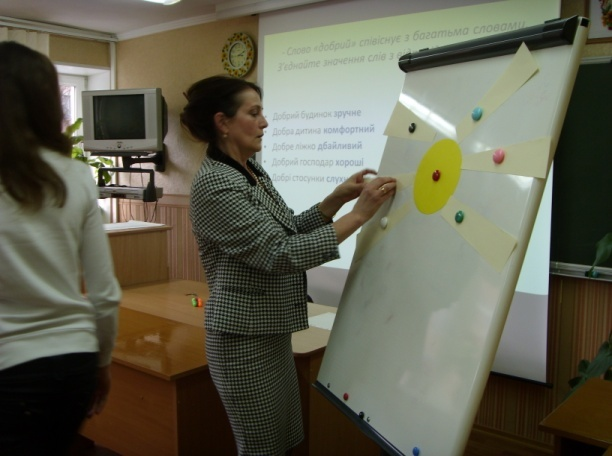 - Слово «добрий» співіснує з багатьма словами.
З'єднайте значення слів з
Добрий будинок зручне
Добра дитина комфортний
Добре ліжко дбайливий
Добрий господар хороші
Добрі стосунки